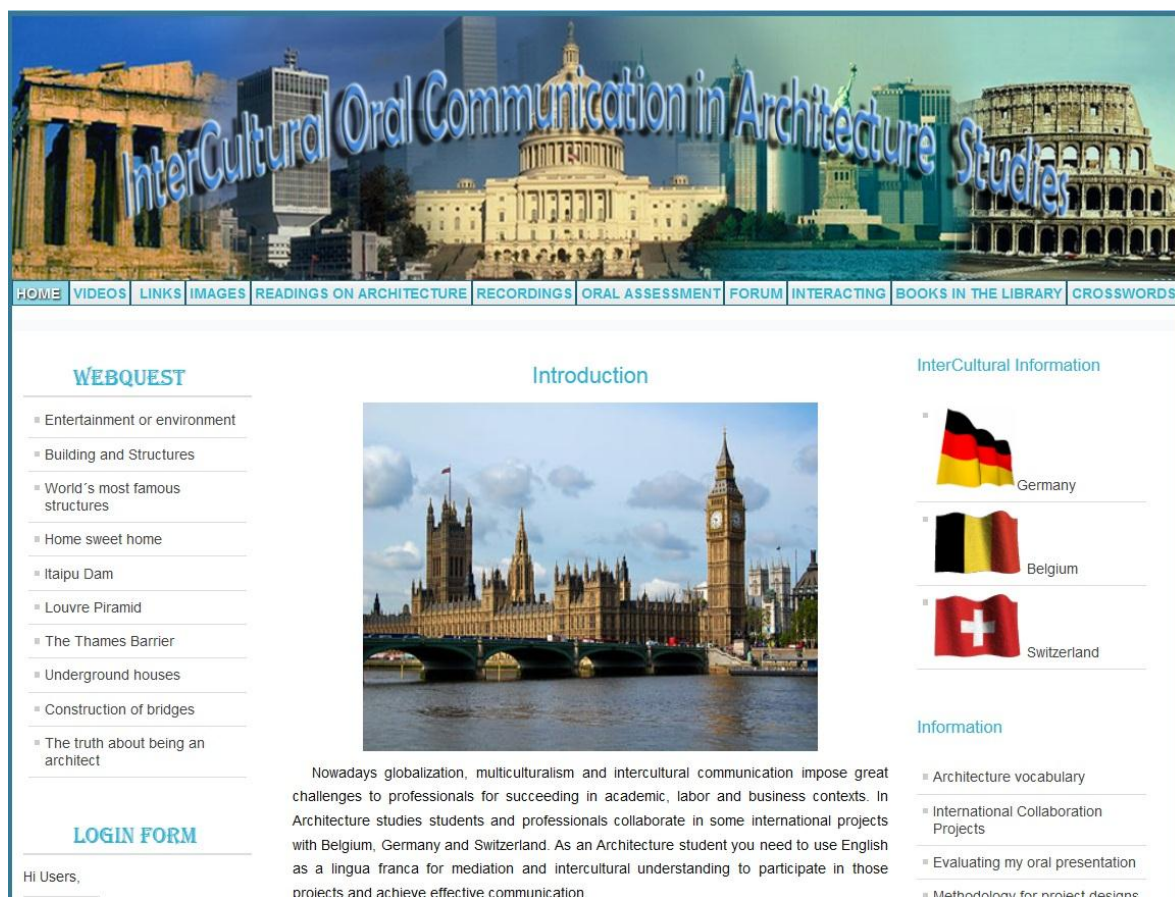 InterCultural Oral Communication in Architecture Studies
HOME VIDEOS LINKS IMAGES READINGS ON ARCHITECTURE RECORDINGS ORAL ASSESSMENT FORUM INTERACTING BOOKS IN THE LIBRARY CROSSWORDS
WEBQUEST
Entertainment or environment
Building and Structures
World´s most famous
structures
Home sweet home
Itaipu Dam
Louvre Piramid
The Thames Barrier
Underground houses
Construction of bridges
The truth about being an
architect
LOGIN FORM
Hi Users,
Introduction
Nowadays globalization, multiculturalism and intercultural communication impose great
challenges to professionals for succeeding in academic, labor and business contexts. In
Architecture studies students and professionals collaborate in some international projects
with Belgium, Germany and Switzerland. As an Architecture student you need to use English
as a lingua franca for mediation and intercultural understanding to participate in those
projects and achieve effective communication.
InterCultural Information
Germany
Belgium
Switzerland
Information
Architecture vocabulary
International Collaboration
Projects
Evaluating my oral presentation
Methodology for project designs